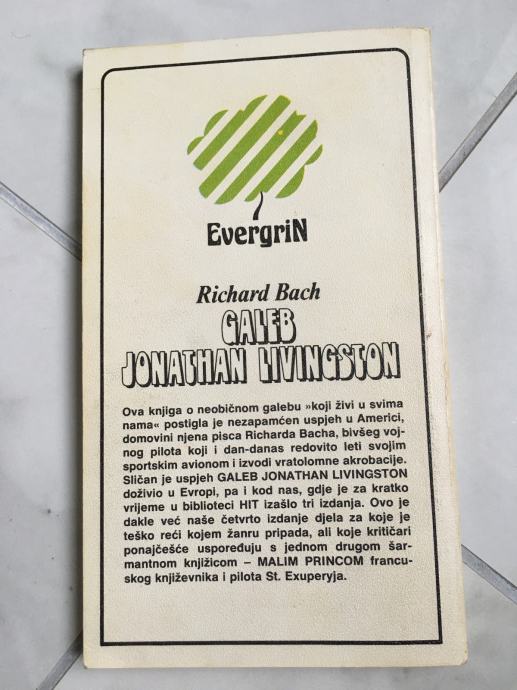 EvergriN
Richard Bach
GALEB
JONATHAN LIVINGSTON
Ova knjiga o neobičnom galebu »koji živi u svima
nama« postigla je nezapamćen uspjeh u Americi,
domovini njena pisca Richarda Bacha, bivšeg voj-
nog pilota koji i dan-danas redovito leti svojim
sportskim avionom i izvodi vratolomne akrobacije.
Sličan je uspjeh GALEB JONATHAN LIVINGSTON
doživio u Evropi, pa i kod nas, gdje je za kratko
vrijeme u biblioteci HIT izašlo tri izdanja. Ovo je
dakle već naše četvrto izdanje djela za koje je
teško reći kojem žanru pripada, ali koje kritičari
ponajčešće uspoređuju s jednom drugom šar-
mantnom knjižicom – MALIM PRINCOM francu-
skog književnika i pilota St. Exuperyja.